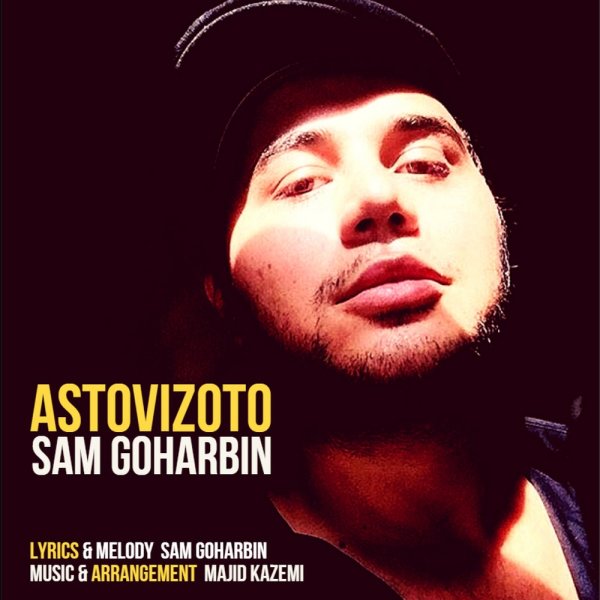 ASTOVIZOTO
SAM GOHARBIN
LYRICS & MELODY SAM GOHARBIN
MUSIC & ARRANGEMENT MAJID KAZEMI